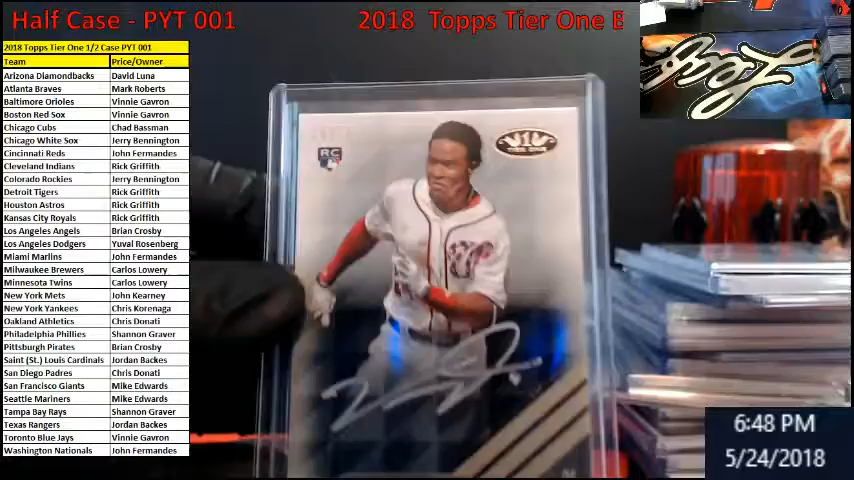 Half Case - PYT 001
2018 Topps Tier One B
2018 Topps Tier One 1/2 Case PYT 001
Team Price/Owner
Arizona Diamondbacks David Luna
Atlanta Braves Mark Roberts
Baltimore Orioles Vinnie Gavron
Boston Red Sox Vinnie Gavron
Chicago Cubs Chad Bassman
Chicago White Sox Jerry Bennington
Cincinnati Reds John Fernandes
Cleveland Indians Rick Griffith
Colorado Rockies Jerry Bennington
Detroit Tigers Rick Griffith
Houston Astros Rick Griffith
Kansas City Royals Rick Griffith
Los Angeles Angels Brian Crosby
Los Angeles Dodgers Yuval Rosenberg
Miami Marlins John Fernandes
Milwaukee Brewers Carlos Lowery
Minnesota Twins Carlos Lowery
New York Mets John Kearney
New York Yankees Chris Korenaga
Oakland Athletics Chris Donati
Philadelphia Phillies Shannon Graver
Pittsburgh Pirates Brian Crosby
Saint (St.) Louis Cardinals Jordan Backes
San Diego Padres Chris Donati
San Francisco Giants Mike Edwards
Seattle Mariners Mike Edwards
Tampa Bay Rays Shannon Graver
Texas Rangers Jordan Backes
Toronto Blue Jays Vinnie Gavron
Washington Nationals John Fernandes
RC
1
TIER ONE
W
6:48 PM
5/24/2018